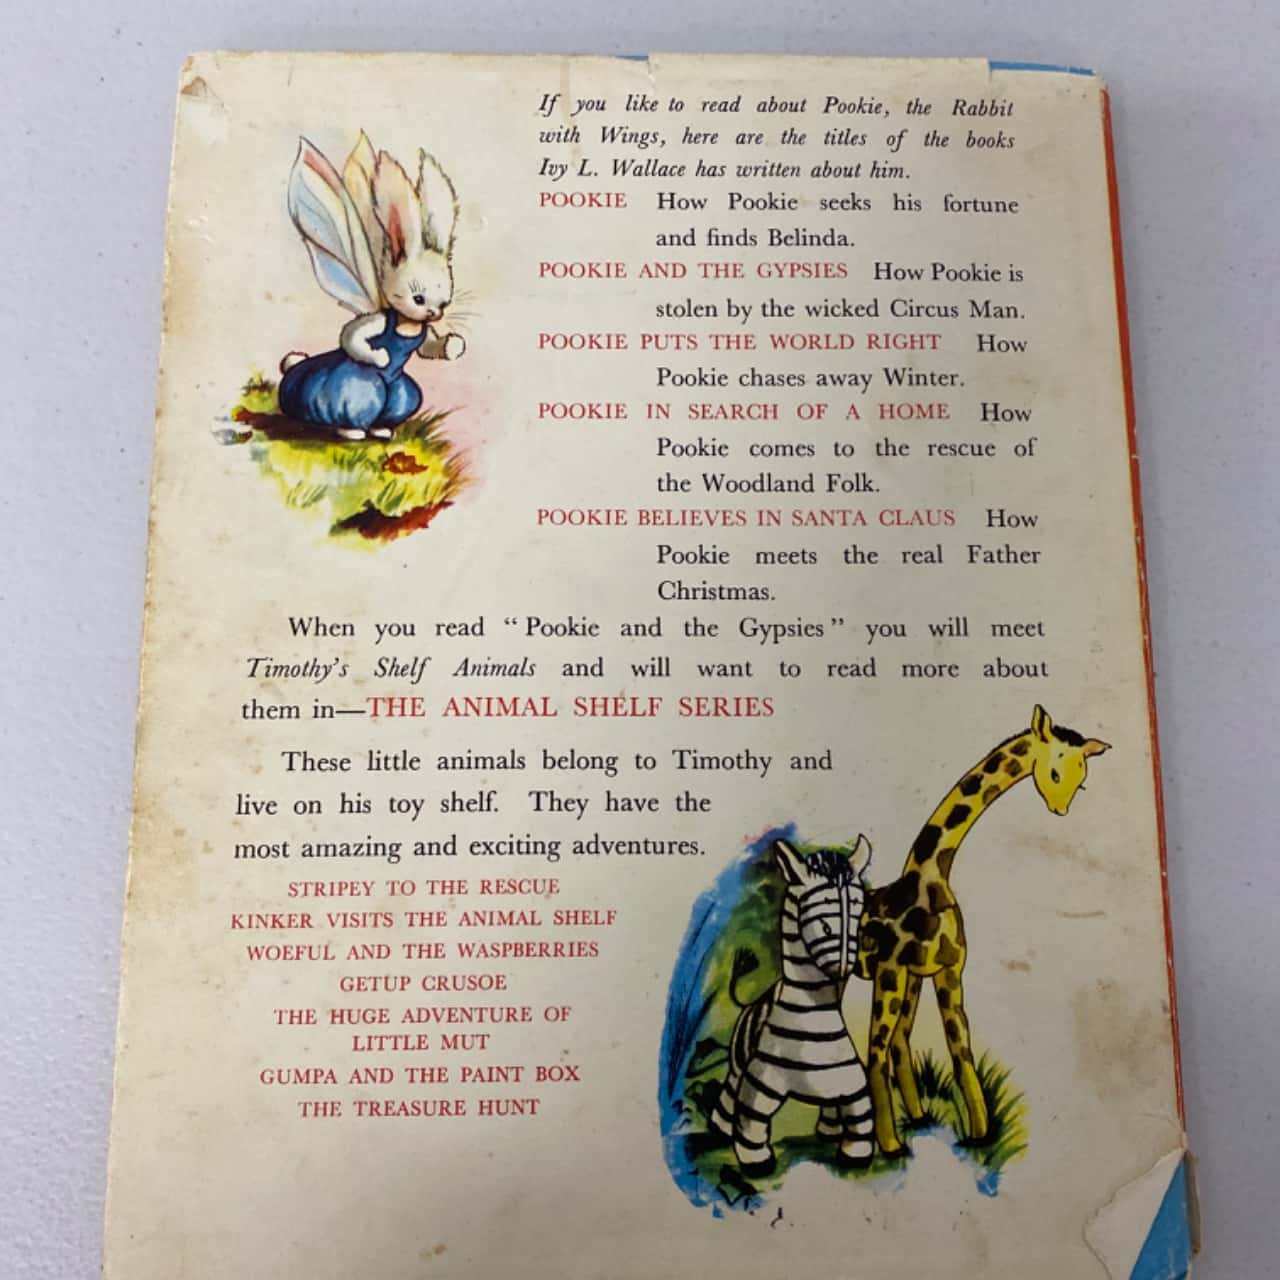 If you like to read about Pookie, the Rabbit
with Wings, here are the titles of the books
Ivy L. Wallace has written about him.
POOKIE How Pookie seeks his fortune
and finds Belinda.
POOKIE AND THE GYPSIES How Pookie is
stolen by the wicked Circus Man.
POOKIE PUTS THE WORLD RIGHT How
Pookie chases away Winter.
POOKIE IN SEARCH OF A HOME How
Pookie comes to the rescue of
the Woodland Folk.
POOKIE BELIEVES IN SANTA CLAUS How
Pookie meets the real Father
Christmas.
When you read “Pookie and the Gypsies” you will meet
Timothy’s Shelf Animals and will want to read more about
them in—THE ANIMAL SHELF SERIES
These little animals belong to Timothy and
live on his toy shelf. They have the
most amazing and exciting adventures.
STRIPEY TO THE RESCUE
KINKER VISITS THE ANIMAL SHELF
WOEFUL AND THE WASPBERRIES
GETUP CRUSOE
THE HUGE ADVENTURE OF
LITTLE MUT
GUMPA AND THE PAINT BOX
THE TREASURE HUNT